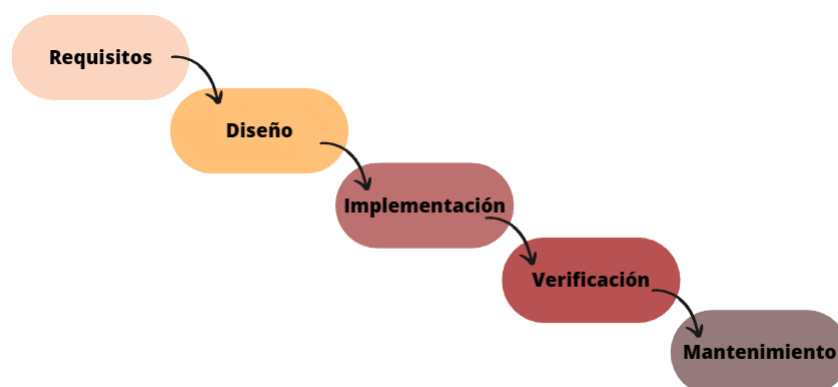 Requisitos
Diseño
Implementación
Verificación
Mantenimiento